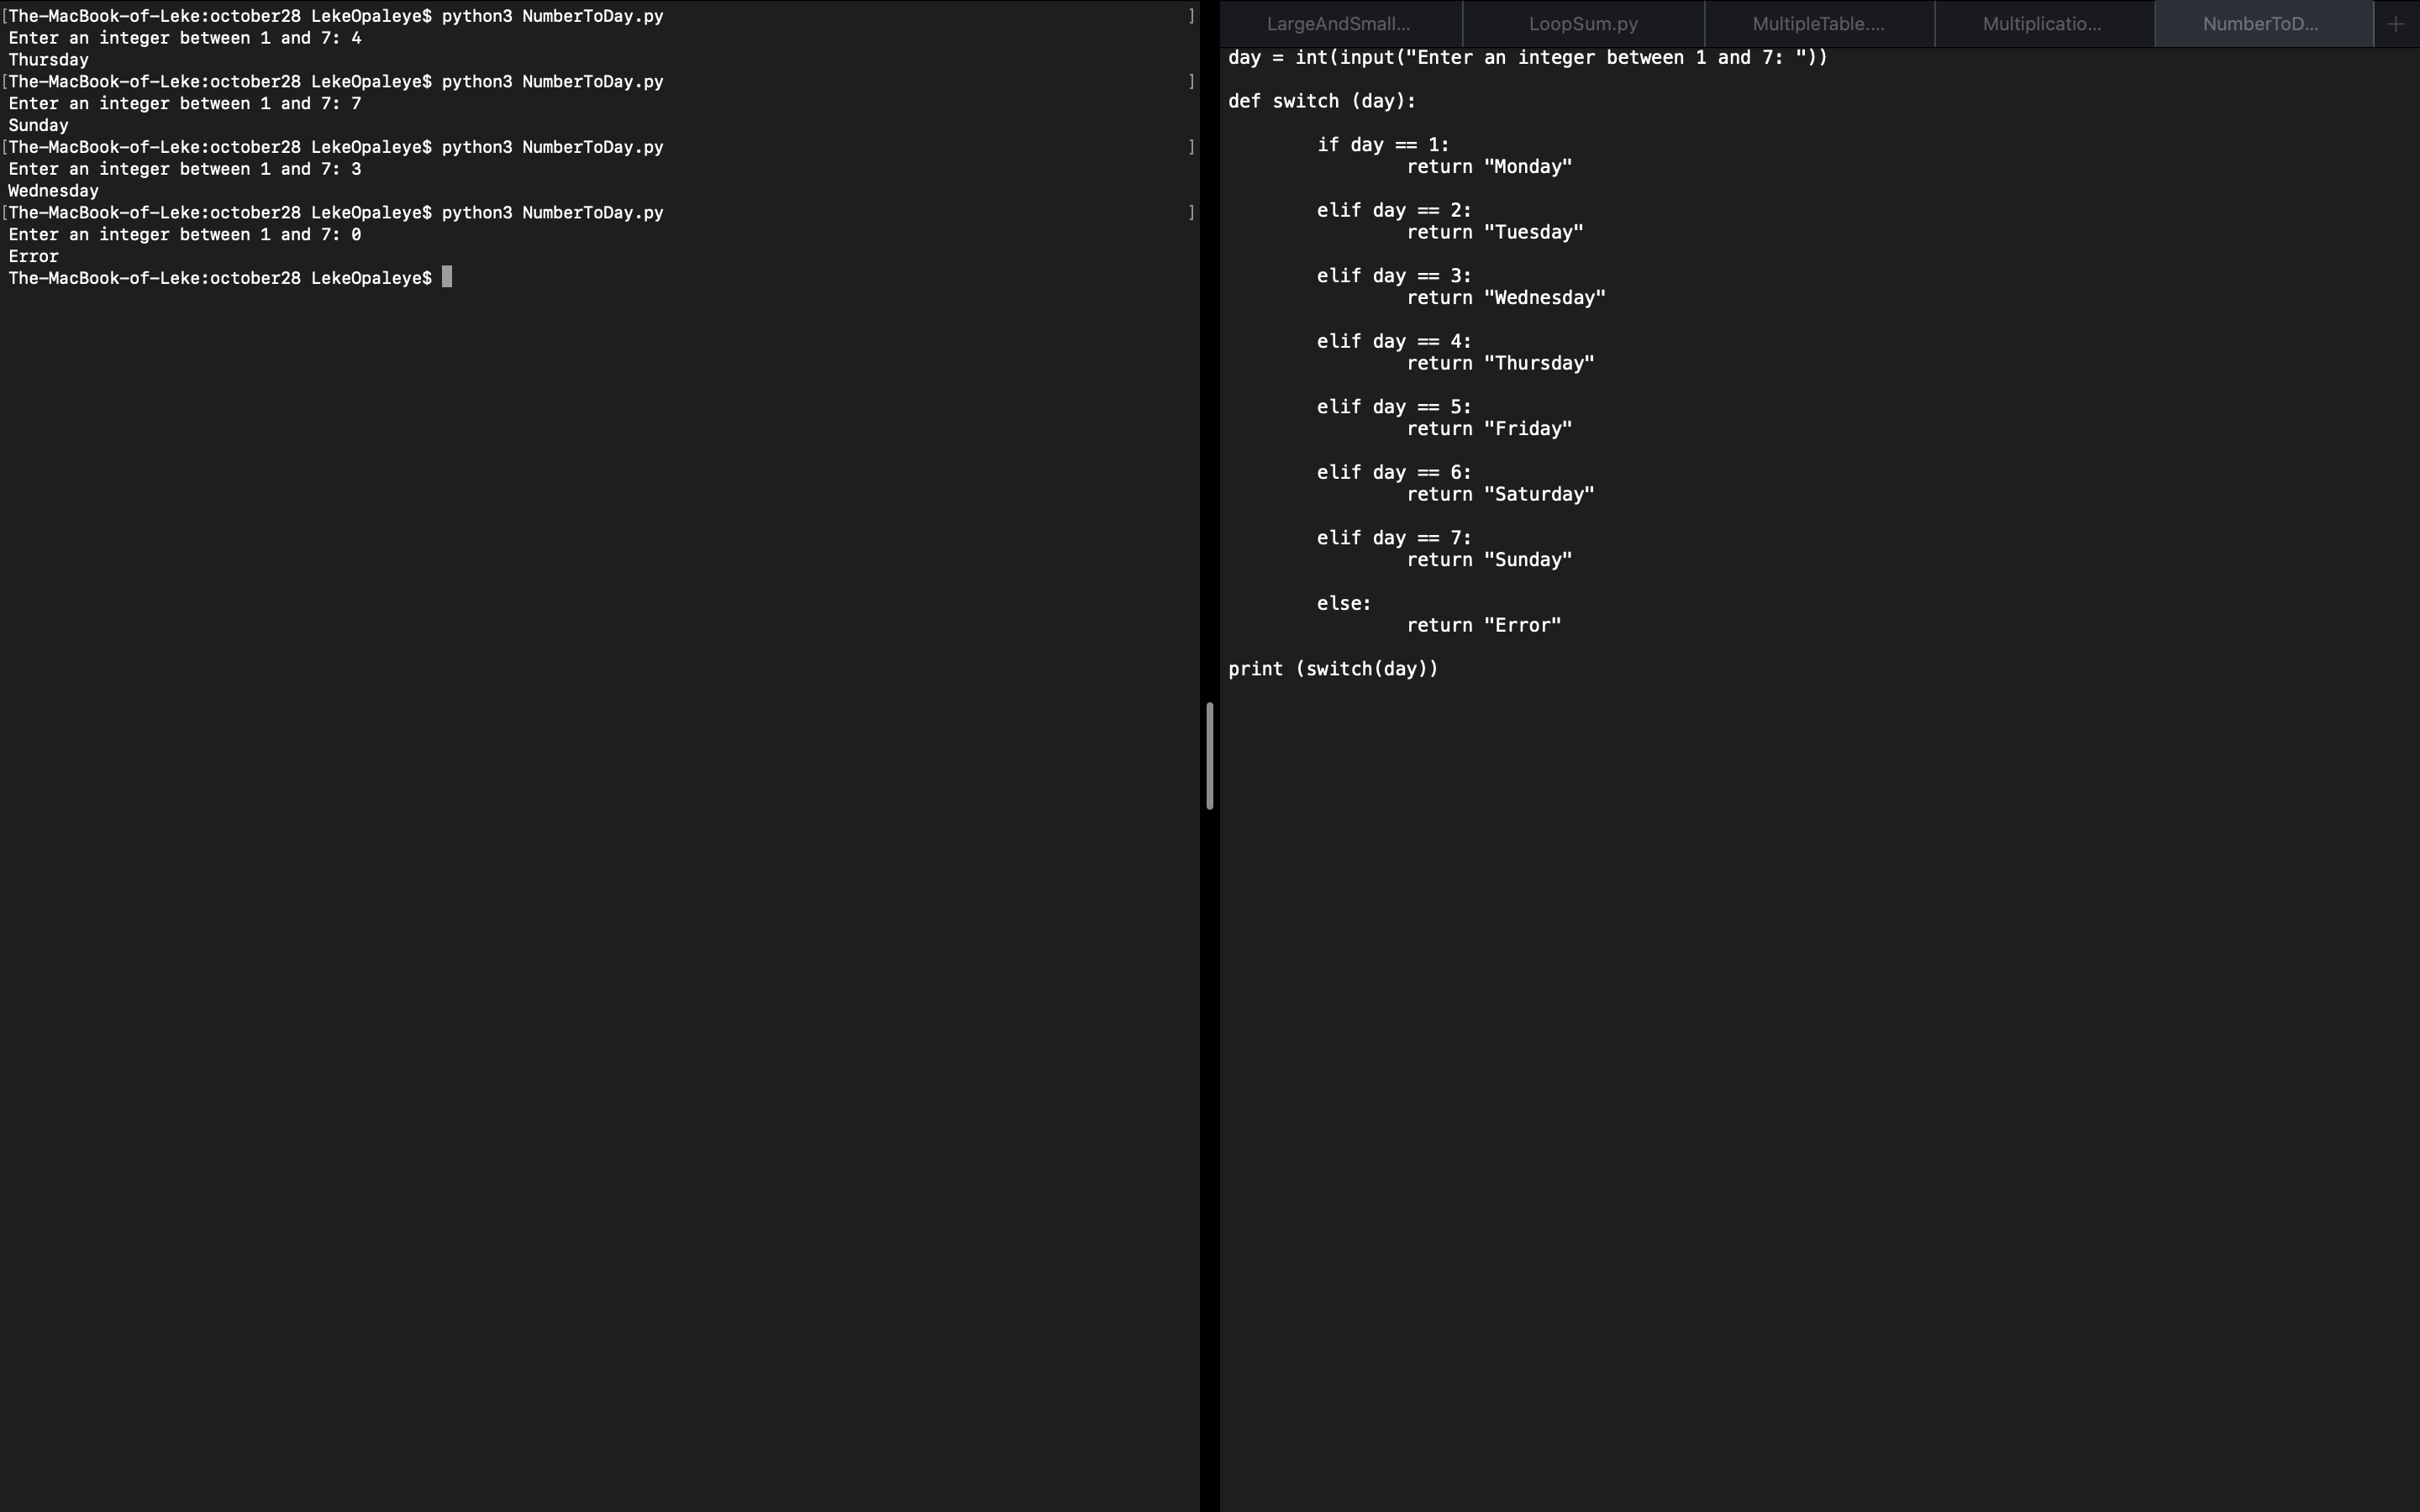 [The-MacBook-of-Leke:october28 LekeOpaleye$ python3 NumberToDay.py ]
Enter an integer between 1 and 7: 4
Thursday
[The-MacBook-of-Leke:october28 LekeOpaleye$ python3 NumberToDay.py ]
Enter an integer between 1 and 7: 7
Sunday
[The-MacBook-of-Leke:october28 LekeOpaleye$ python3 NumberToDay.py ]
Enter an integer between 1 and 7: 3
Wednesday
[The-MacBook-of-Leke:october28 LekeOpaleye$ python3 NumberToDay.py ]
Enter an integer between 1 and 7: 0
Error
The-MacBook-of-Leke:october28 LekeOpaleye$
LargeAndSmall... LoopSum.py MultipleTable.... Multiplicatio... NumberToD... +
day = int(input("Enter an integer between 1 and 7: "))
def switch (day):
if day == 1:
return "Monday"
elif day == 2:
return "Tuesday"
elif day == 3:
return "Wednesday"
elif day == 4:
return "Thursday"
elif day == 5:
return "Friday"
elif day == 6:
return "Saturday"
elif day == 7:
return "Sunday"
else:
return "Error"
print (switch(day))